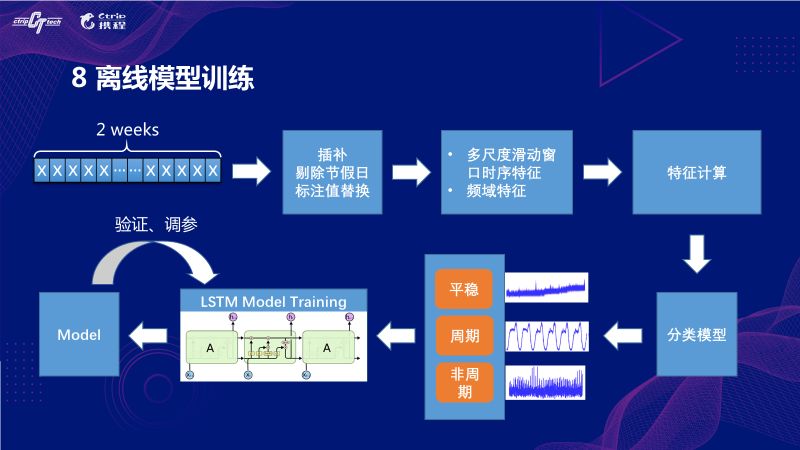 ctrip
tech
Ctrip
携程
8 离线模型训练
2 weeks
X X X X X ⋯ ⋯ X X X X X
插补
剔除节假日
标注值替换
• 多尺度滑动窗
口时序特征
• 频域特征
特征计算
验证、调参
平稳
周期
非周
期
分类模型
LSTM Model Training
A
A
Model